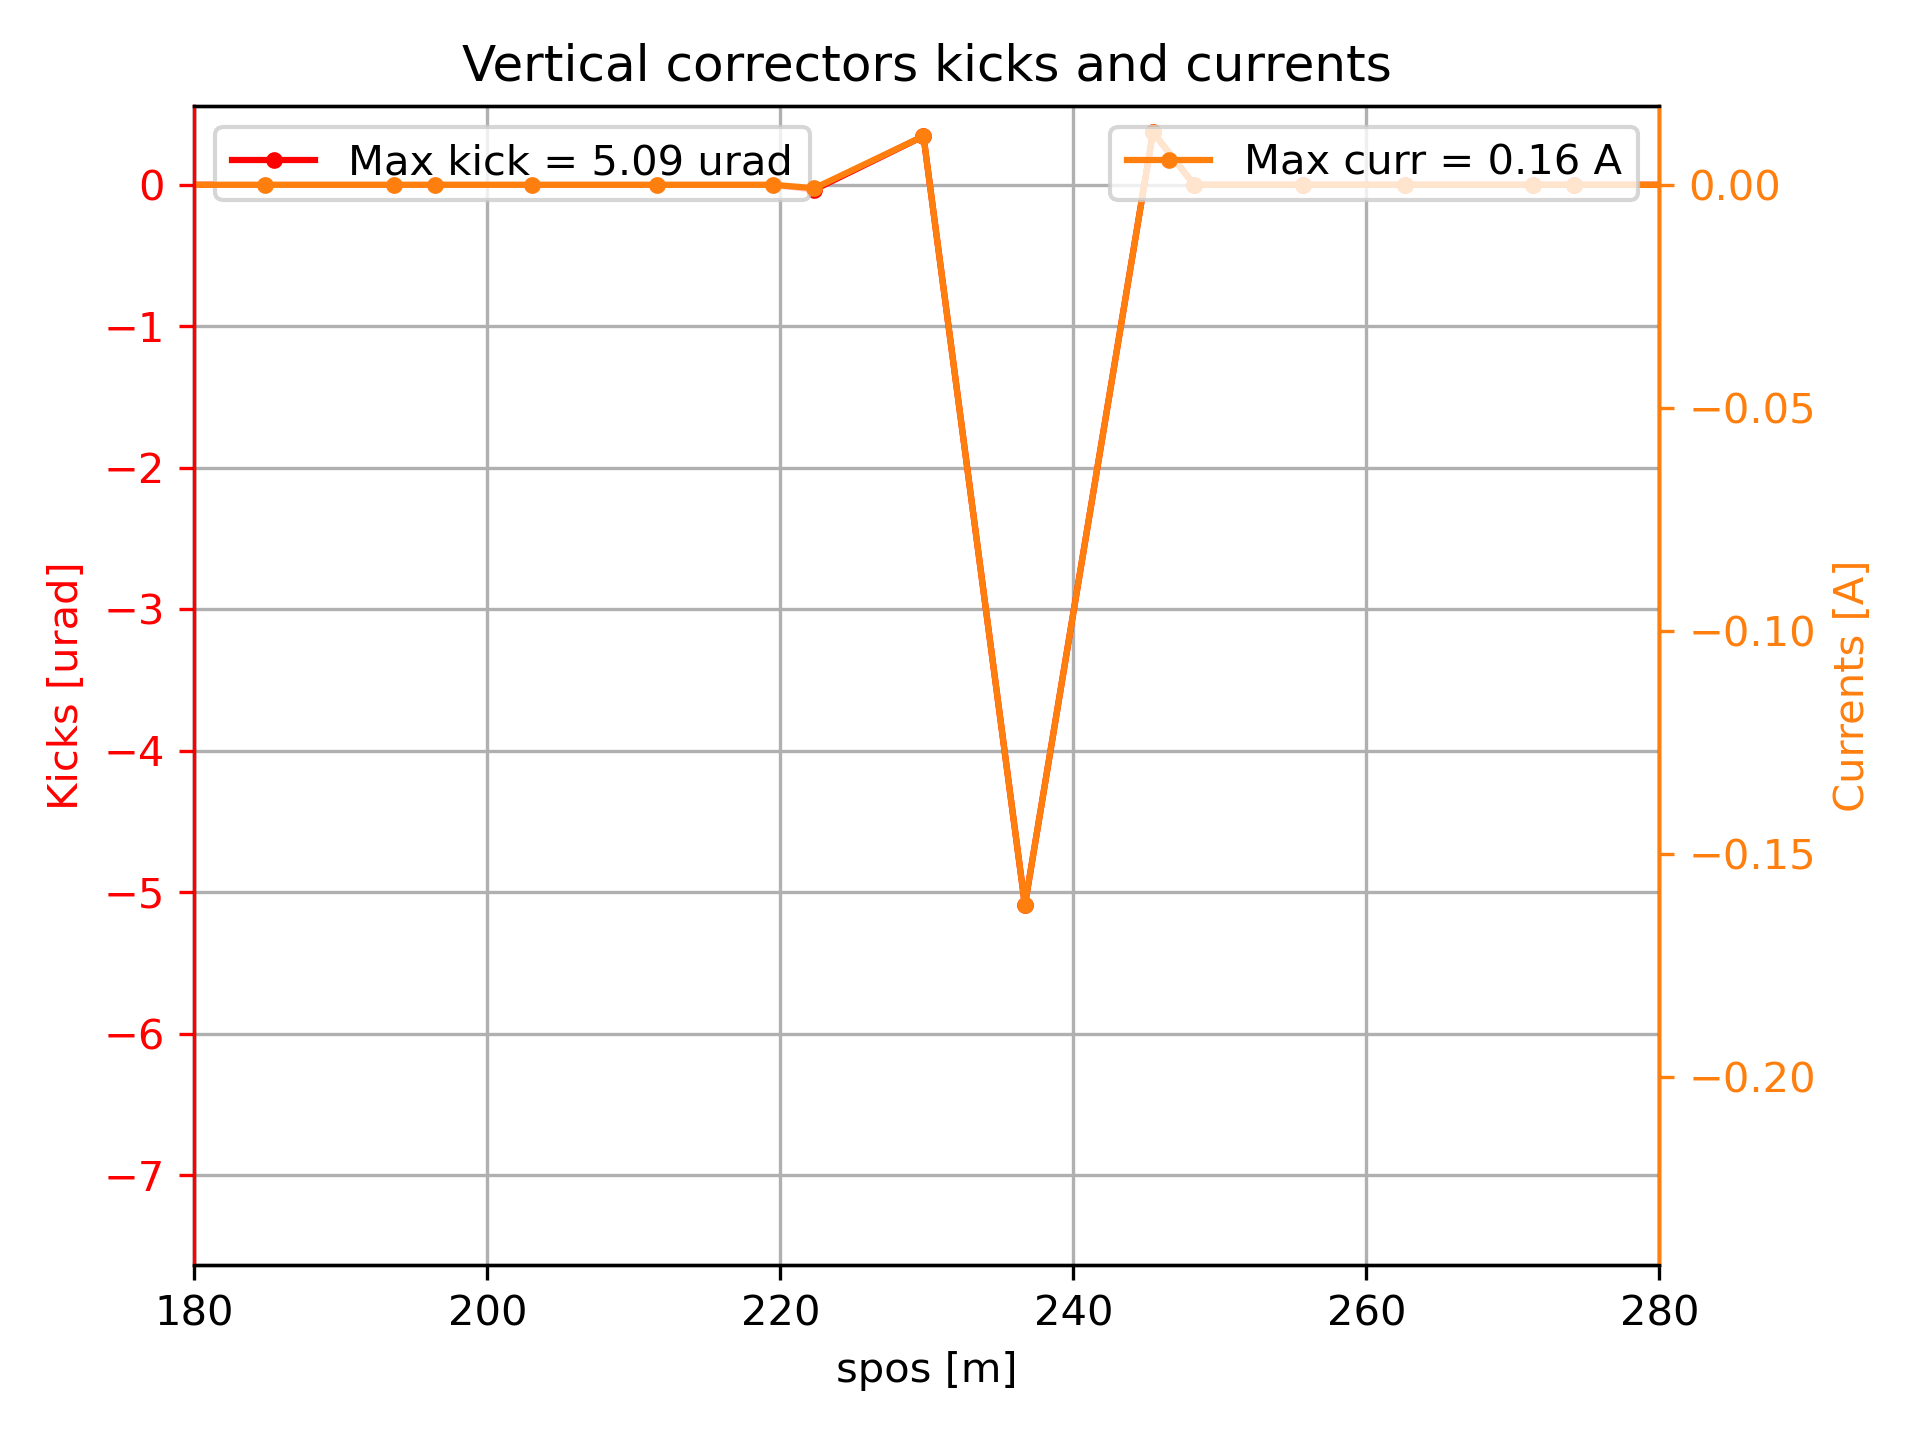 Vertical correctors kicks and currents
Max kick = 5.09 urad
Max curr = 0.16 A
0
−1
−2
−3
−4
−5
−6
−7
Kicks [urad]
0.00
−0.05
−0.10
−0.15
−0.20
Currents [A]
180 200 220 240 260 280
spos [m]